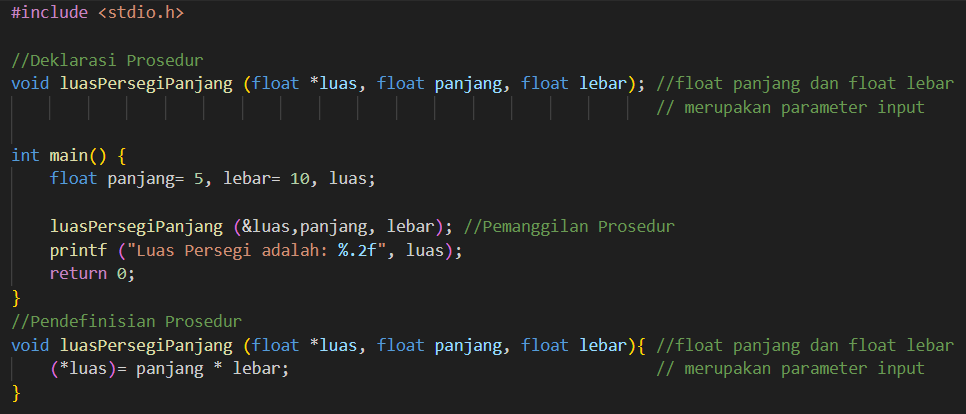 #include <stdio.h>
//Deklarasi Prosedur
void luasPersegiPanjang (float *luas, float panjang, float lebar); //float panjang dan float lebar
// merupakan parameter input
int main() {
float panjang= 5, lebar= 10, luas;
luasPersegiPanjang (&luas,panjang, lebar); //Pemanggilan Prosedur
printf ("Luas Persegi adalah: %.2f", luas);
return 0;
}
//Pendefinisian Prosedur
void luasPersegiPanjang (float *luas, float panjang, float lebar){ //float panjang dan float lebar
(*luas)= panjang * lebar; // merupakan parameter input
}